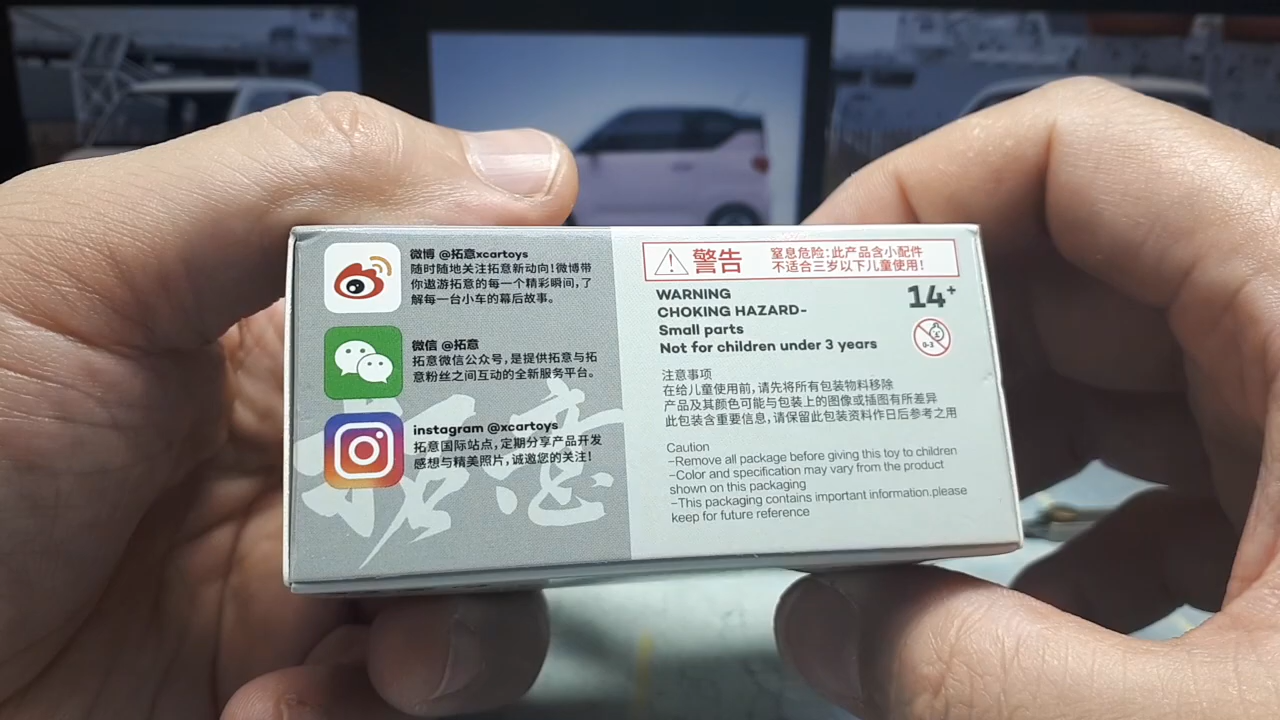 微博 @拓意xcartoys
随时随地关注拓意新动向!微博带
你遨游拓意的每一个精彩瞬间,了
解每一台小车的幕后故事。
微信 @拓意
拓意微信公众号,是提供拓意与拓
意粉丝之间互动的全新服务平台。
instagram @xcartoys
拓意国际站点,定期分享产品开发
感想与精美照片,诚邀您的关注!
拓意
警告
窒息危险:此产品含小配件
不适合三岁以下儿童使用!
WARNING
CHOKING HAZARD-
Small parts
Not for children under 3 years
14+
0-3
注意事项
在给儿童使用前,请先将所有包装物料移除
产品及其颜色可能与包装上的图像或插图有所差异
此包装含重要信息,请保留此包装资料作日后参考之用
Caution
-Remove all package before giving this toy to children
-Color and specification may vary from the product
shown on this packaging
-This packaging contains important information.please
keep for future reference